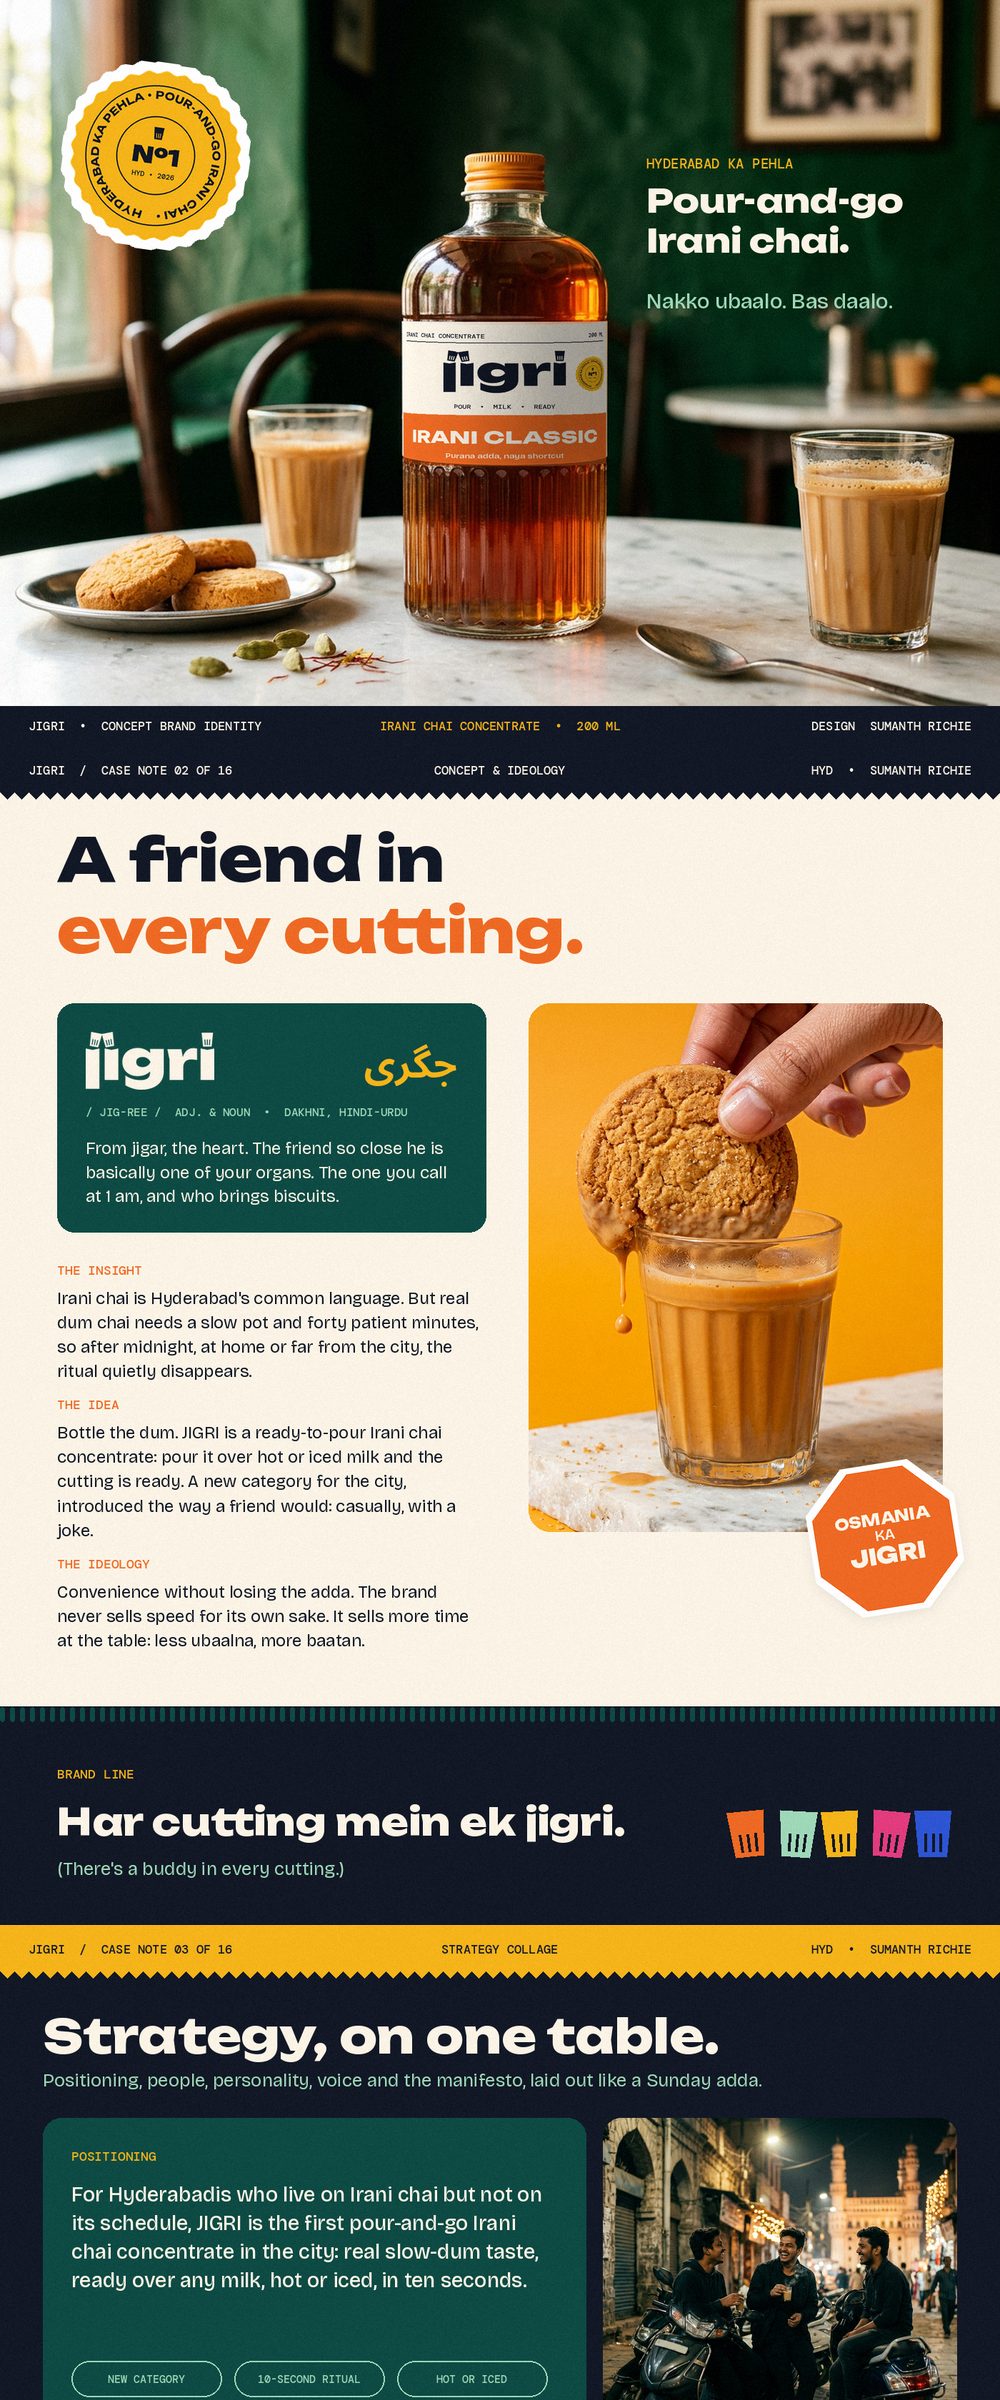 HYDERABAD KA PEHLA • POUR-AND-GO IRANI CHAI •
Nº1
HYD • 2026
HYDERABAD KA PEHLA
Pour-and-go
Irani chai.
Nakko ubaalo. Bas daalo.
IRANI CHAI CONCENTRATE 200 ML
jigri
Nº1
POUR • MILK • READY
IRANI CLASSIC
Purana adda, naya shortcut
JIGRI • CONCEPT BRAND IDENTITY IRANI CHAI CONCENTRATE • 200 ML DESIGN SUMANTH RICHIE
JIGRI / CASE NOTE 02 OF 16 CONCEPT & IDEOLOGY HYD • SUMANTH RICHIE
A friend in
every cutting.
jigri جگری
/ JIG-REE / ADJ. & NOUN • DAKHNI, HINDI-URDU
From jigar, the heart. The friend so close he is
basically one of your organs. The one you call
at 1 am, and who brings biscuits.
THE INSIGHT
Irani chai is Hyderabad's common language. But real
dum chai needs a slow pot and forty patient minutes,
so after midnight, at home or far from the city, the
ritual quietly disappears.
THE IDEA
Bottle the dum. JIGRI is a ready-to-pour Irani chai
concentrate: pour it over hot or iced milk and the
cutting is ready. A new category for the city,
introduced the way a friend would: casually, with a
joke.
THE IDEOLOGY
Convenience without losing the adda. The brand
never sells speed for its own sake. It sells more time
at the table: less ubaalna, more baatan.
OSMANIA
KA
JIGRI
BRAND LINE
Har cutting mein ek jigri.
(There's a buddy in every cutting.)
JIGRI / CASE NOTE 03 OF 16 STRATEGY COLLAGE HYD • SUMANTH RICHIE
Strategy, on one table.
Positioning, people, personality, voice and the manifesto, laid out like a Sunday adda.
POSITIONING
For Hyderabadis who live on Irani chai but not on
its schedule, JIGRI is the first pour-and-go Irani
chai concentrate in the city: real slow-dum taste,
ready over any milk, hot or iced, in ten seconds.
NEW CATEGORY 10-SECOND RITUAL HOT OR ICED